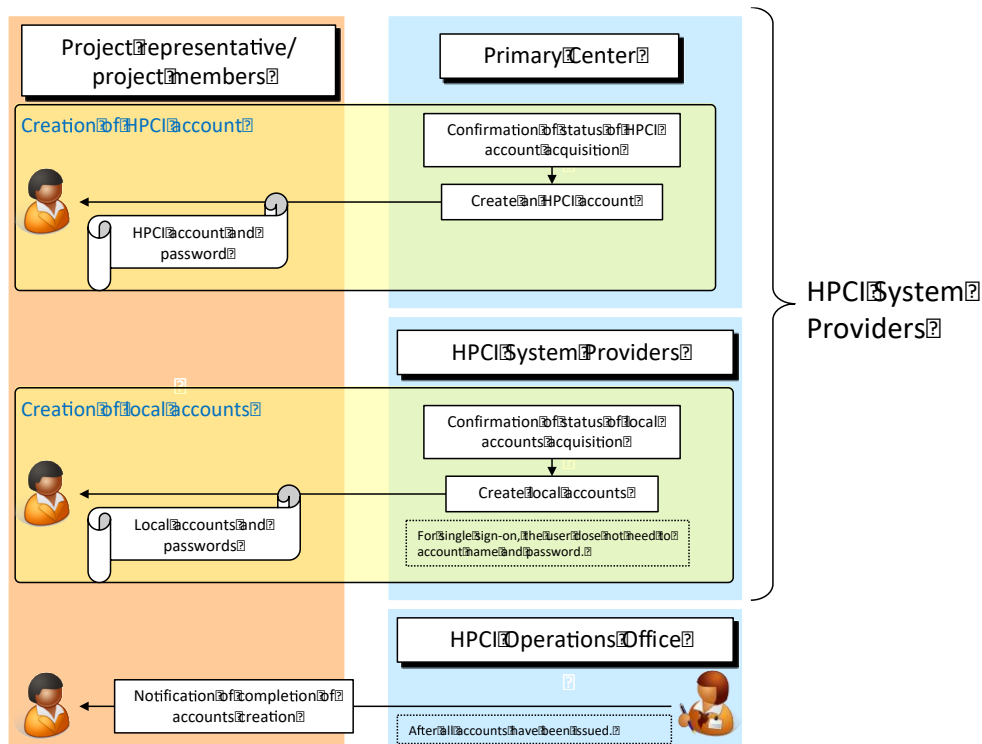 Project representative/
project members
Primary Center
Creation of HPCI account
Confirmation of status of HPCI
account acquisition
Create an HPCI account
HPCI account and
password
HPCI System
Providers
HPCI System Providers
Creation of local accounts
Confirmation of status of local
accounts acquisition
Create local accounts
Local accounts and
passwords
For single sign-on, the user dose not need to
account name and password.
HPCI Operations Office
Notification of completion of
accounts creation
After all accounts have been issued.